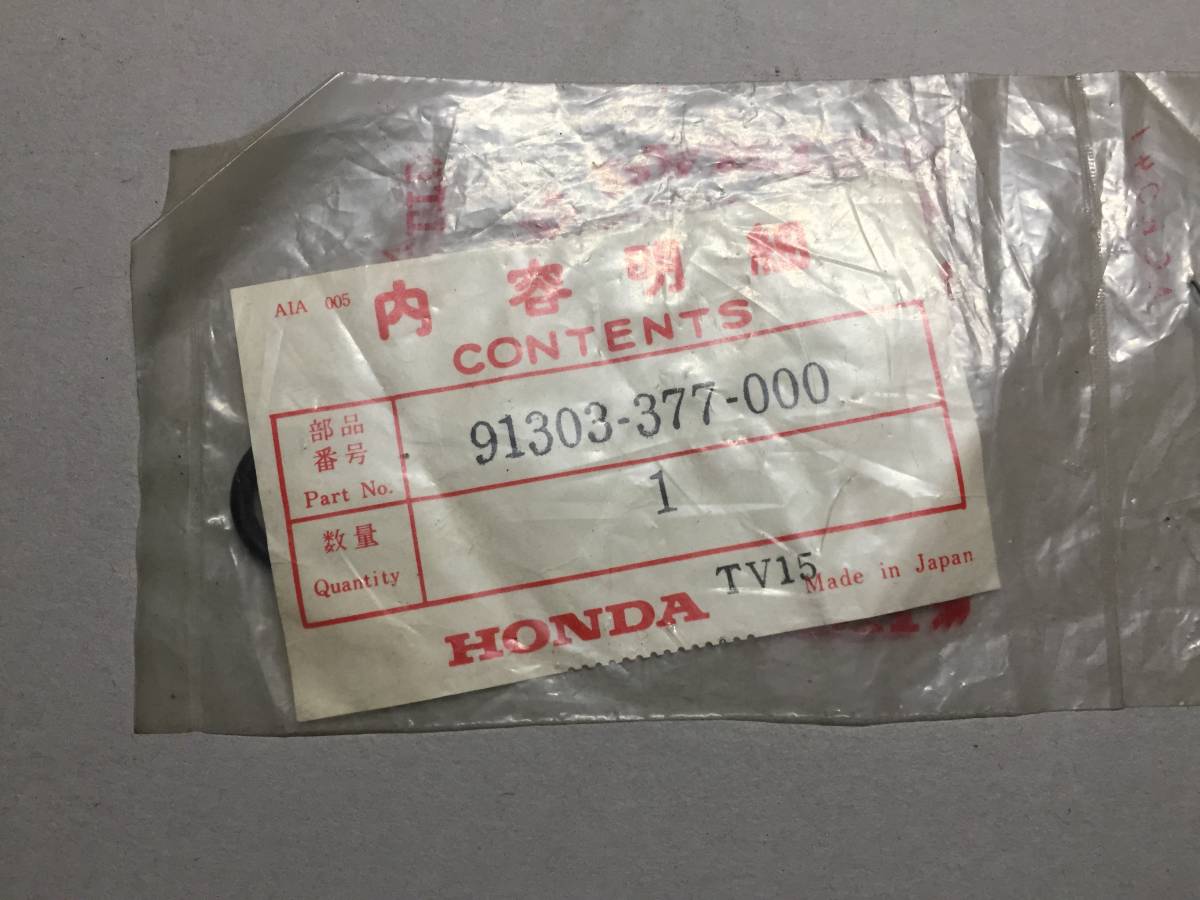 AIA 005
内容明細
CONTENTS
部品
番号
Part No.
91303-377-000
数量
Quantity
1
TV15
Made in Japan
HONDA